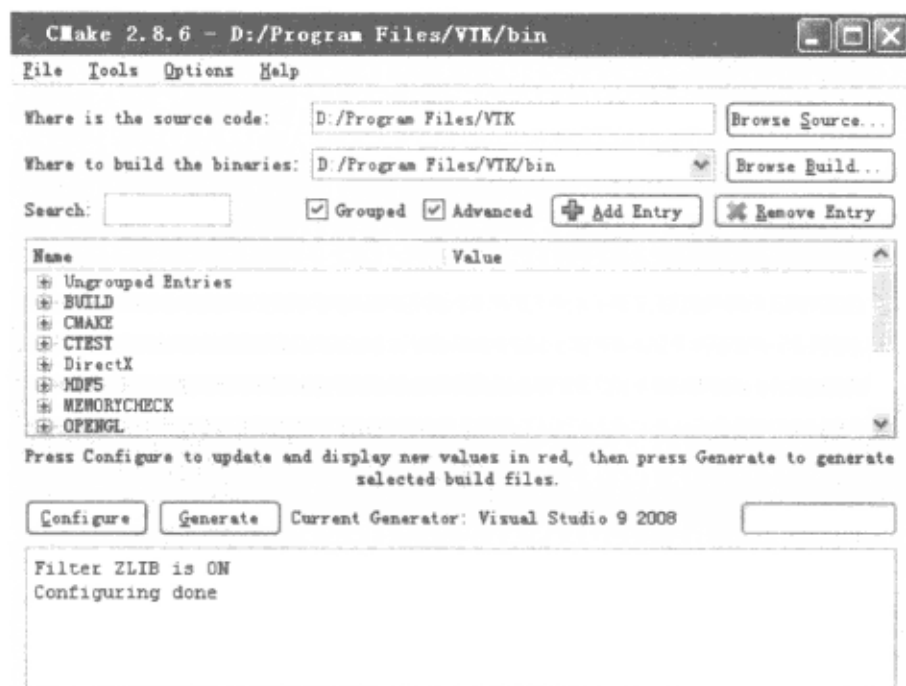 CMake 2.8.6 - D:/Program Files/VTK/bin
File Tools Options Help
Where is the source code: D:/Program Files/VTK Browse Source...
Where to build the binaries: D:/Program Files/VTK/bin Browse Build...
Search: Grouped Advanced Add Entry Remove Entry
Name Value
Ungrouped Entries
BUILD
CMAKE
CTEST
DirectX
HDF5
MEMORYCHECK
OPENGL
Press Configure to update and display new values in red, then press Generate to generate
selected build files.
Configure Generate Current Generator: Visual Studio 9 2008
Filter ZLIB is ON
Configuring done